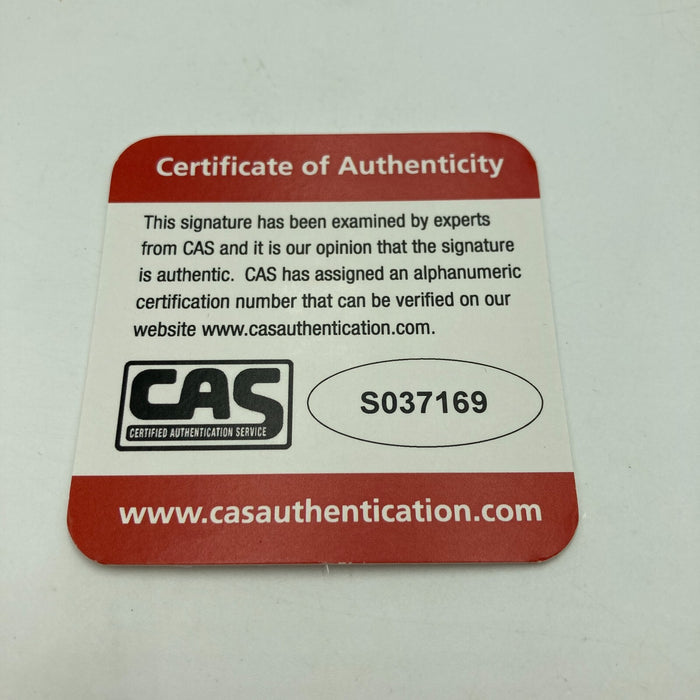 Certificate of Authenticity
This signature has been examined by experts
from CAS and it is our opinion that the signature
is authentic. CAS has assigned an alphanumeric
certification number that can be verified on our
website www.casauthentication.com.
CAS
CERTIFIED AUTHENTICATION SERVICE
S037169
www.casauthentication.com